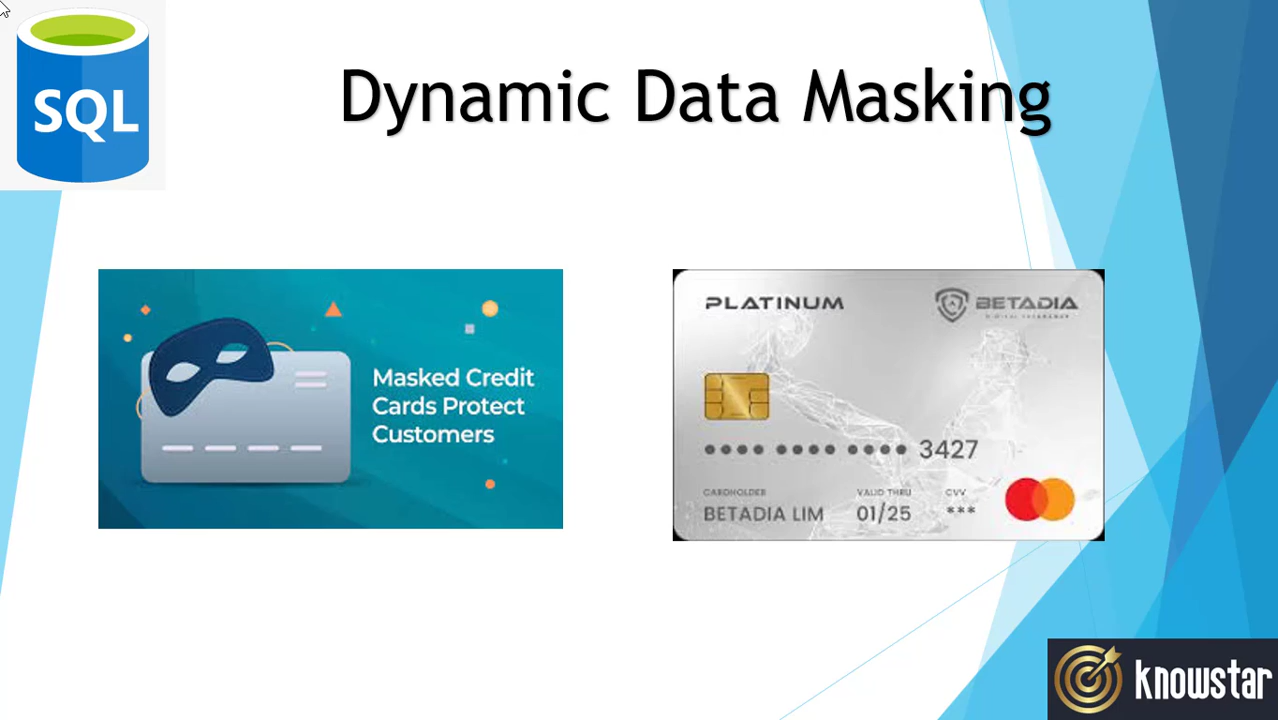 SQL
Dynamic Data Masking
Masked Credit
Cards Protect
Customers
PLATINUM
BETADIA
•••• •••• •••• 3427
CARDHOLDER VALID THRU CVV
BETADIA LIM 01/25 ***
knowstar